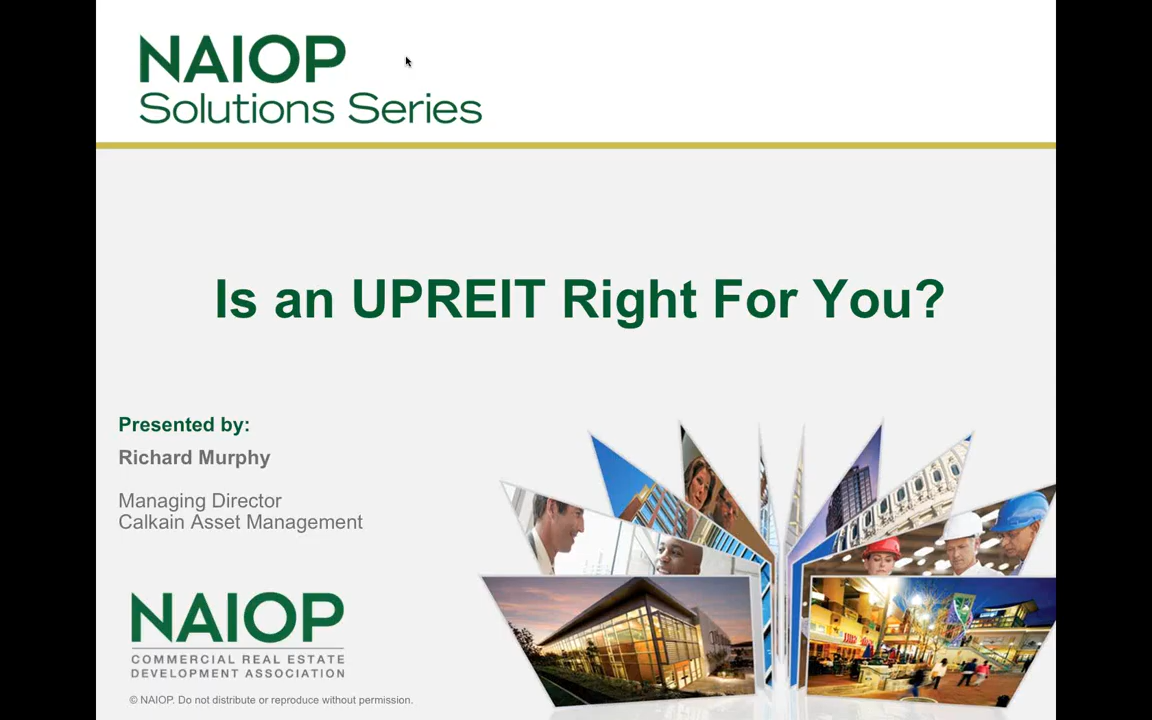 NAIOP
Solutions Series
Is an UPREIT Right For You?
Presented by:
Richard Murphy
Managing Director
Calkain Asset Management
NAIOP
COMMERCIAL REAL ESTATE
DEVELOPMENT ASSOCIATION
© NAIOP. Do not distribute or reproduce without permission.